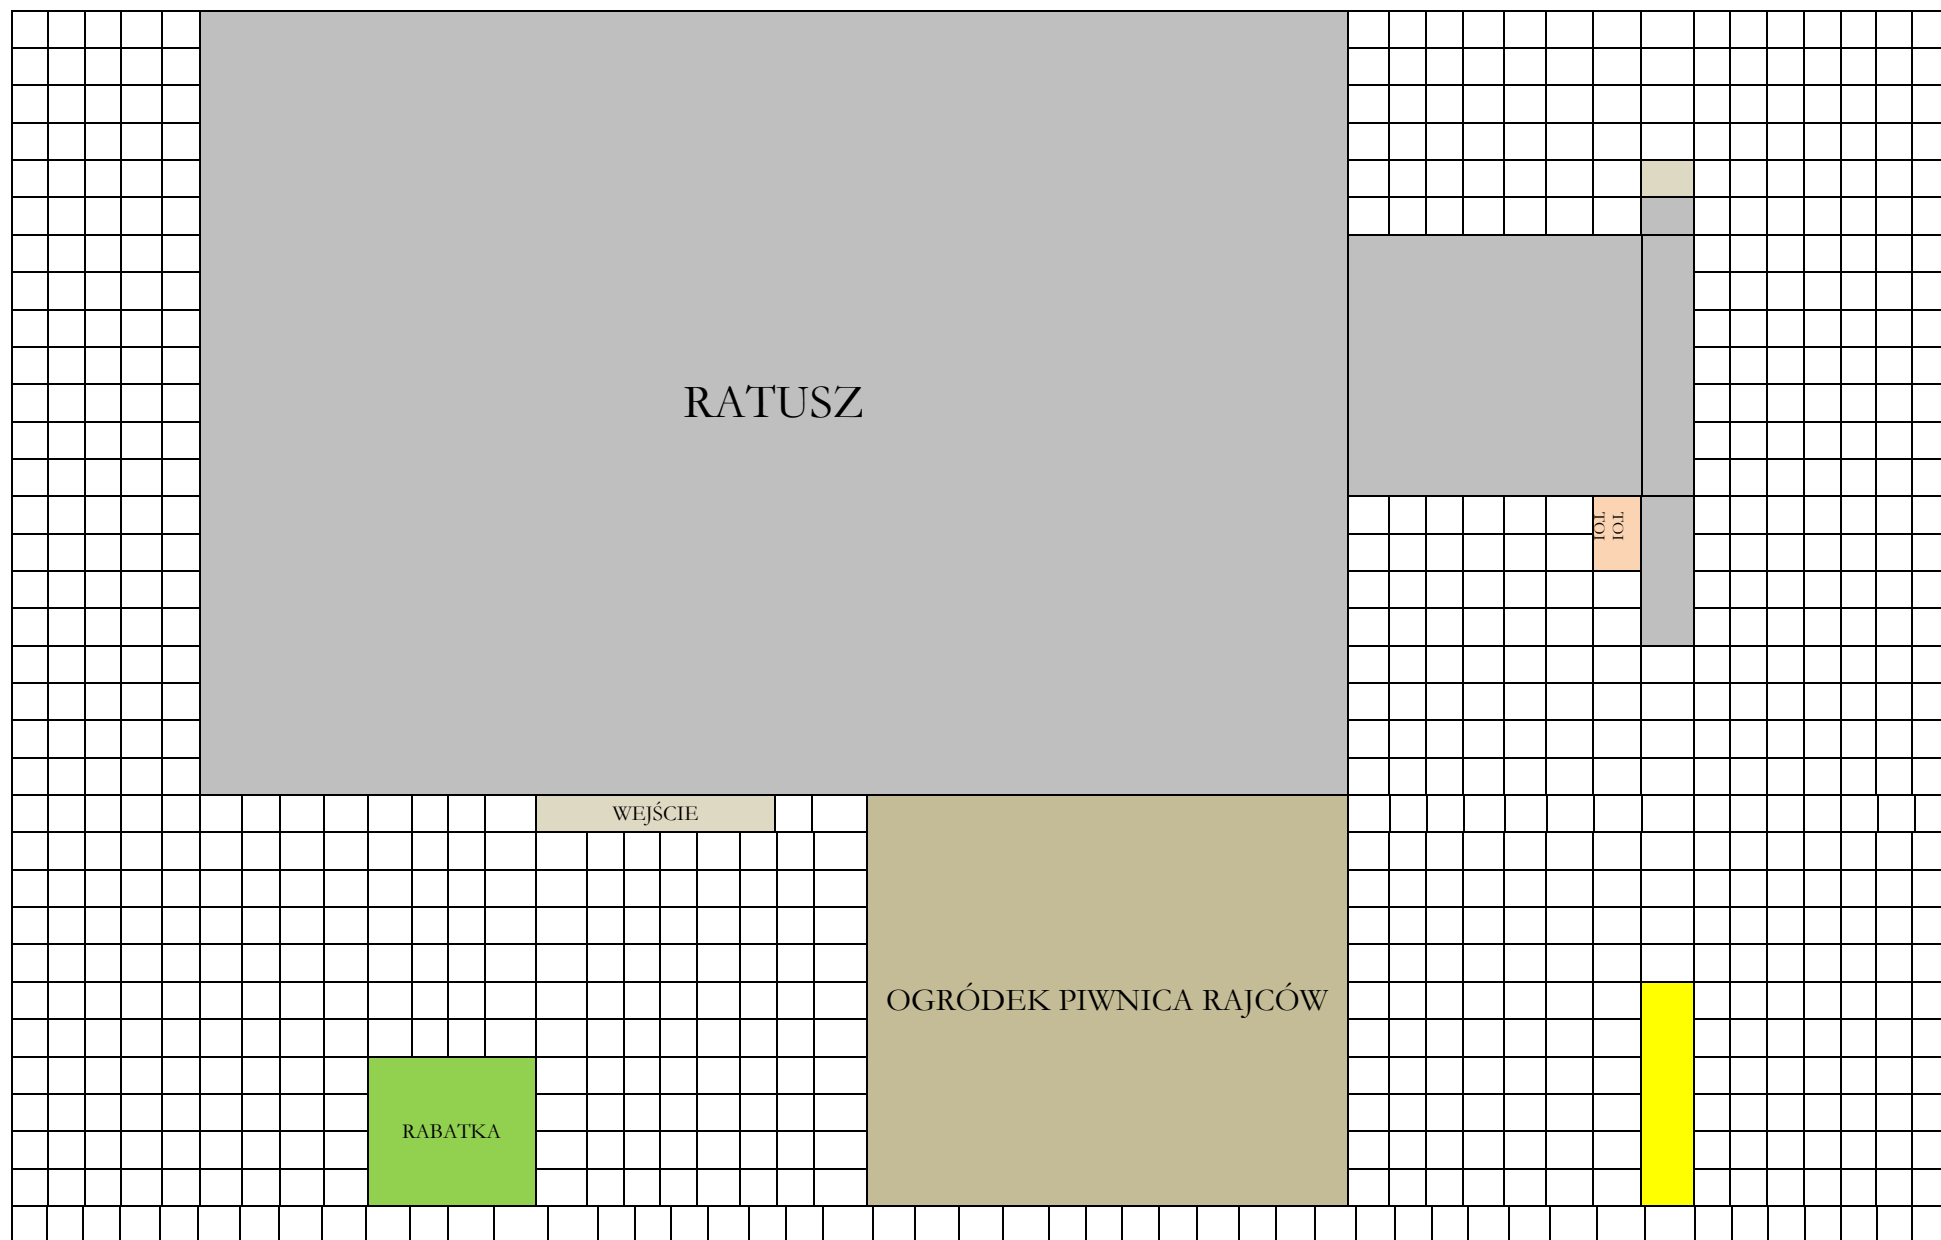 RATUSZ
TOI
TOI
WEJŚCIE
OGRÓDEK PIWNICA RAJCÓW
RABATKA